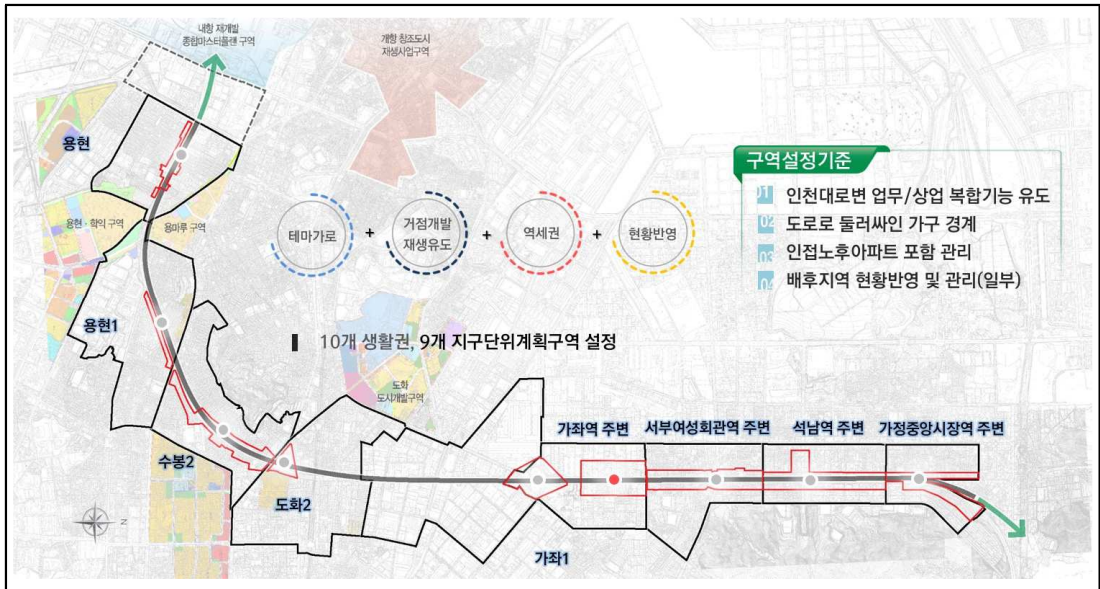 내항 재개발
종합마스터플랜 구역
개항 창조도시
재생사업구역
용현
용현 · 학익 구역
용마루 구역
구역설정기준
01 인천대로변 업무/상업 복합기능 유도
02 도로로 둘러싸인 가구 경계
03 인접노후아파트 포함 관리
04 배후지역 현황반영 및 관리(일부)
테마가로
+
거점개발
재생유도
+
역세권
+
현황반영
용현1
10개 생활권, 9개 지구단위계획구역 설정
도화
도시개발구역
가좌역 주변
서부여성회관역 주변
석남역 주변
가정중앙시장역 주변
수봉2
도화2
가좌1
N